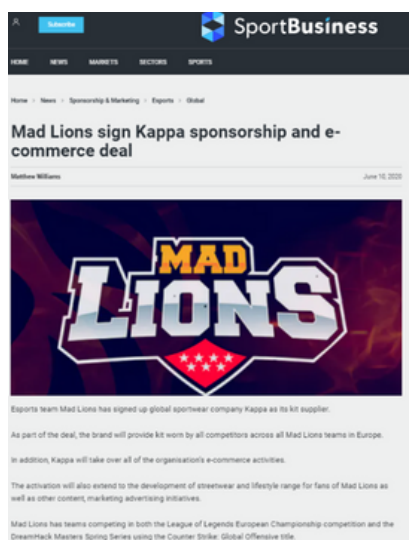 Subscribe
SportBusiness
HOME NEWS MARKETS SECTORS SPORTS
Home > News > Sponsorship & Marketing > Esports > Global
Mad Lions sign Kappa sponsorship and e-
commerce deal
Matthew Williams June 10, 2020
MAD
LIONS
Esports team Mad Lions has signed up global sportwear company Kappa as its kit supplier.
As part of the deal, the brand will provide kit worn by all competitors across all Mad Lions teams in Europe.
In addition, Kappa will take over all of the organisation's e-commerce activities.
The activation will also extend to the development of streetwear and lifestyle range for fans of Mad Lions as
well as other content, marketing advertising initiatives.
Mad Lions has teams competing in both the League of Legends European Championship competition and the
DreamHack Masters Spring Series using the Counter Strike: Global Offensive title.